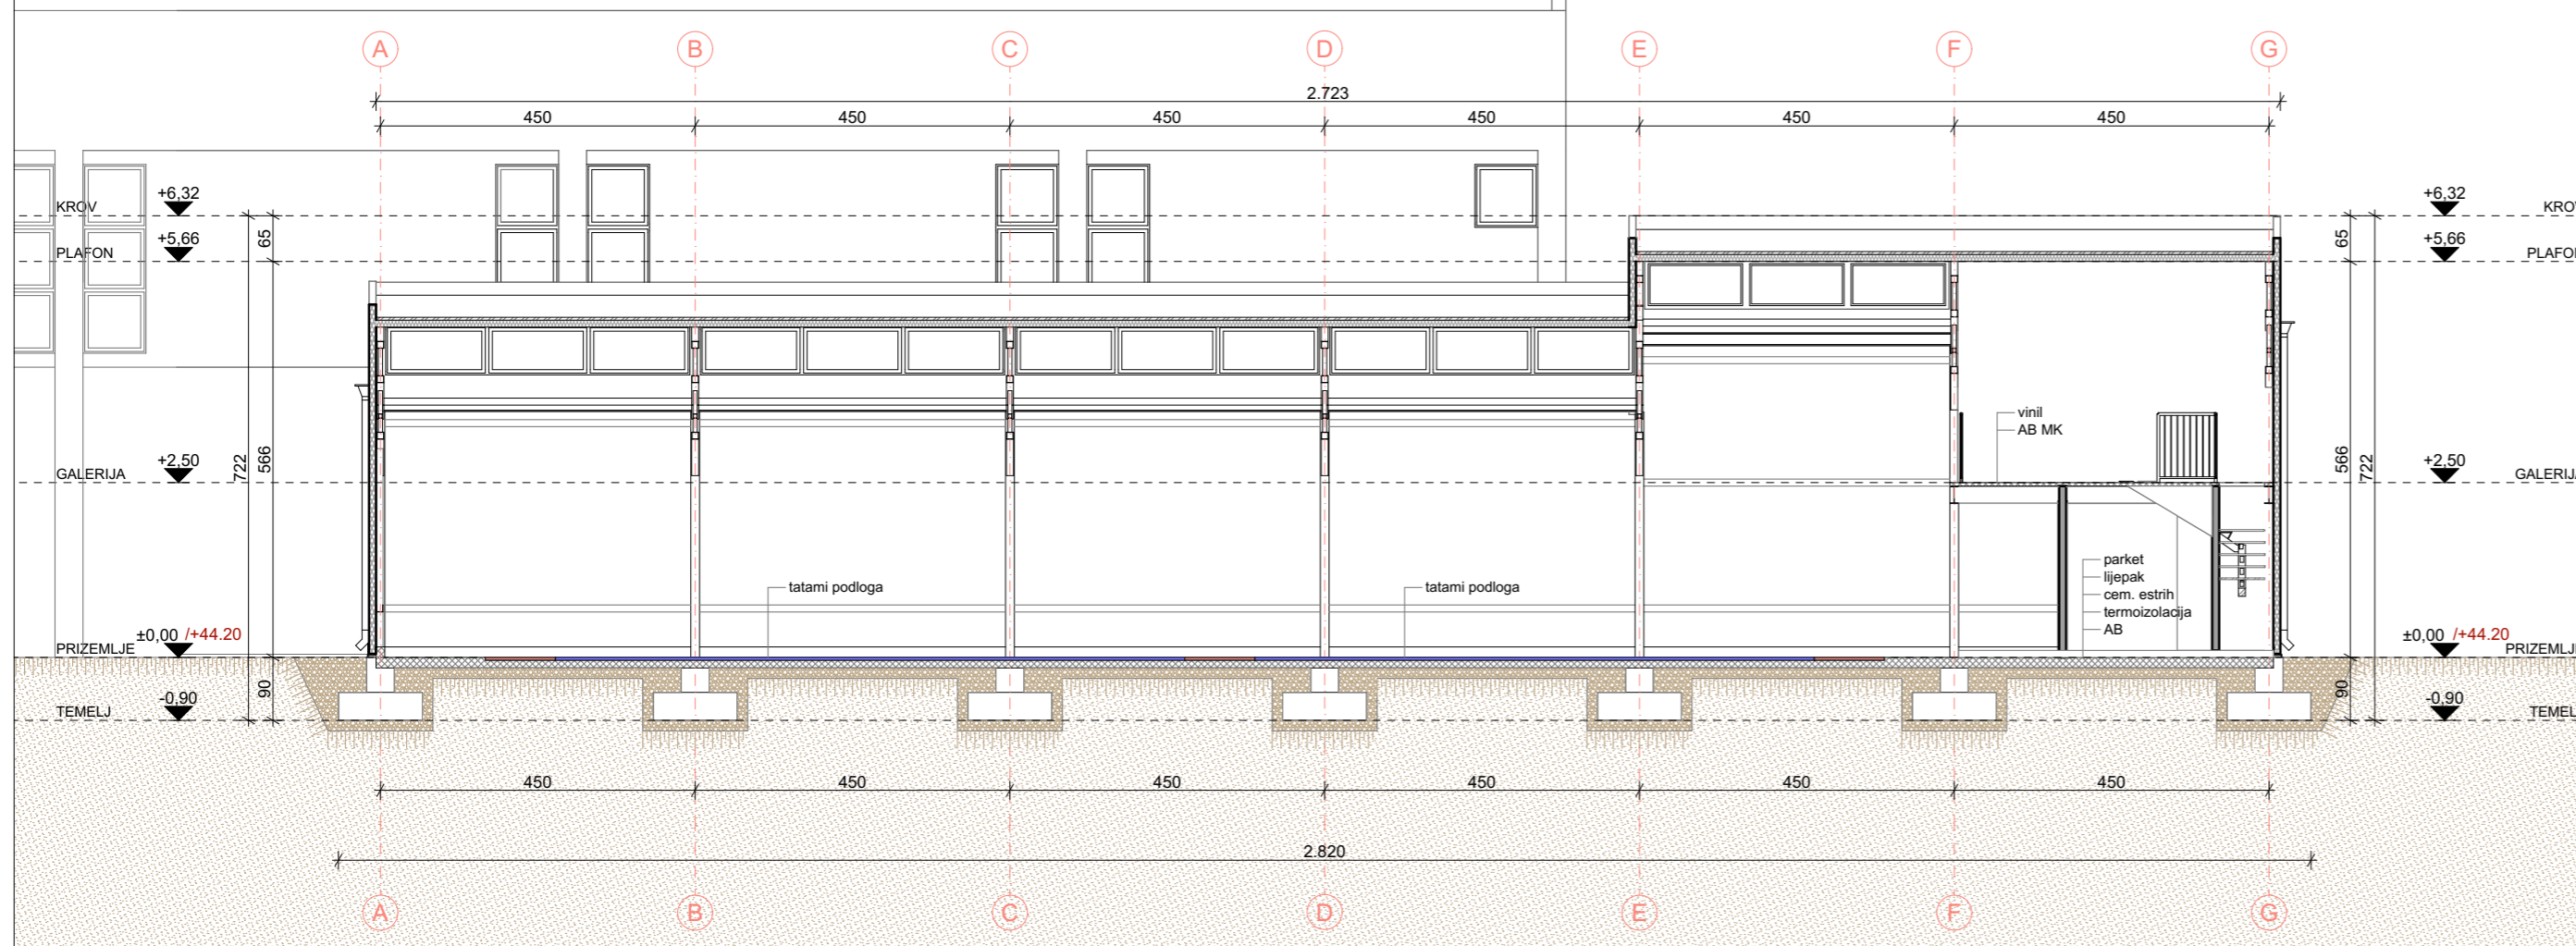 A B C D E F G
2.723
450 450 450 450 450 450
KROV +6,32
+6,32 KROV
65
65
PLAFON +5,66
+5,66 PLAFON
vinil
AB MK
722 566
566 722
GALERIJA +2,50
+2,50 GALERIJA
tatami podloga
tatami podloga
parket
lijepak
cem. estrih
termoizolacija
AB
PRIZEMLJE ±0,00 /+44.20
±0,00 /+44.20 PRIZEMLJE
90
90
TEMELJ -0,90
-0,90 TEMEL
450 450 450 450 450 450
2.820
A B C D E F G